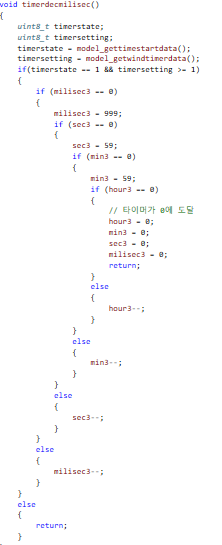 void timerdecmilisec()
{
    uint8_t timerstate;
    uint8_t timersetting;
    timerstate = model_gettimestartdata();
    timersetting = model_getwindtimerdata();
    if(timerstate == 1 && timersetting >= 1)
    {
        if (milisec3 == 0)
        {
            milisec3 = 999;
            if (sec3 == 0)
            {
                sec3 = 59;
                if (min3 == 0)
                {
                    min3 = 59;
                    if (hour3 == 0)
                    {
                        // 타이머가 0에 도달
                        hour3 = 0;
                        min3 = 0;
                        sec3 = 0;
                        milisec3 = 0;
                        return;
                    }
                    else
                    {
                        hour3--;
                    }
                }
                else
                {
                    min3--;
                }
            }
            else
            {
                sec3--;
            }
        }
        else
        {
            milisec3--;
        }
    }
    else
    {
        return;
    }